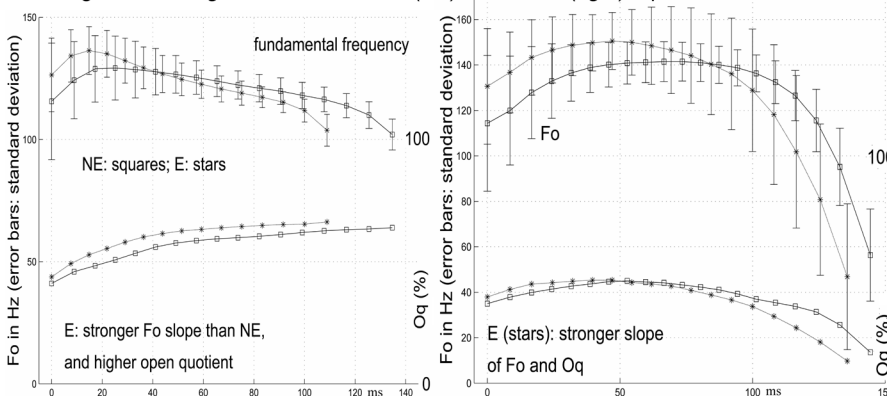 Fo in Hz (error bars: standard deviation)
150
100
50
0
fundamental frequency
NE: squares; E: stars
E: stronger Fo slope than NE,
and higher open quotient
0
20
40
60
80
100
120
ms
140
100
Oq (%)
0
Fo in Hz (error bars: standard deviation)
160
140
120
100
80
60
40
20
0
Fo
E (stars): stronger slope
of Fo and Oq
0
50
100
ms
100
Oq (%)